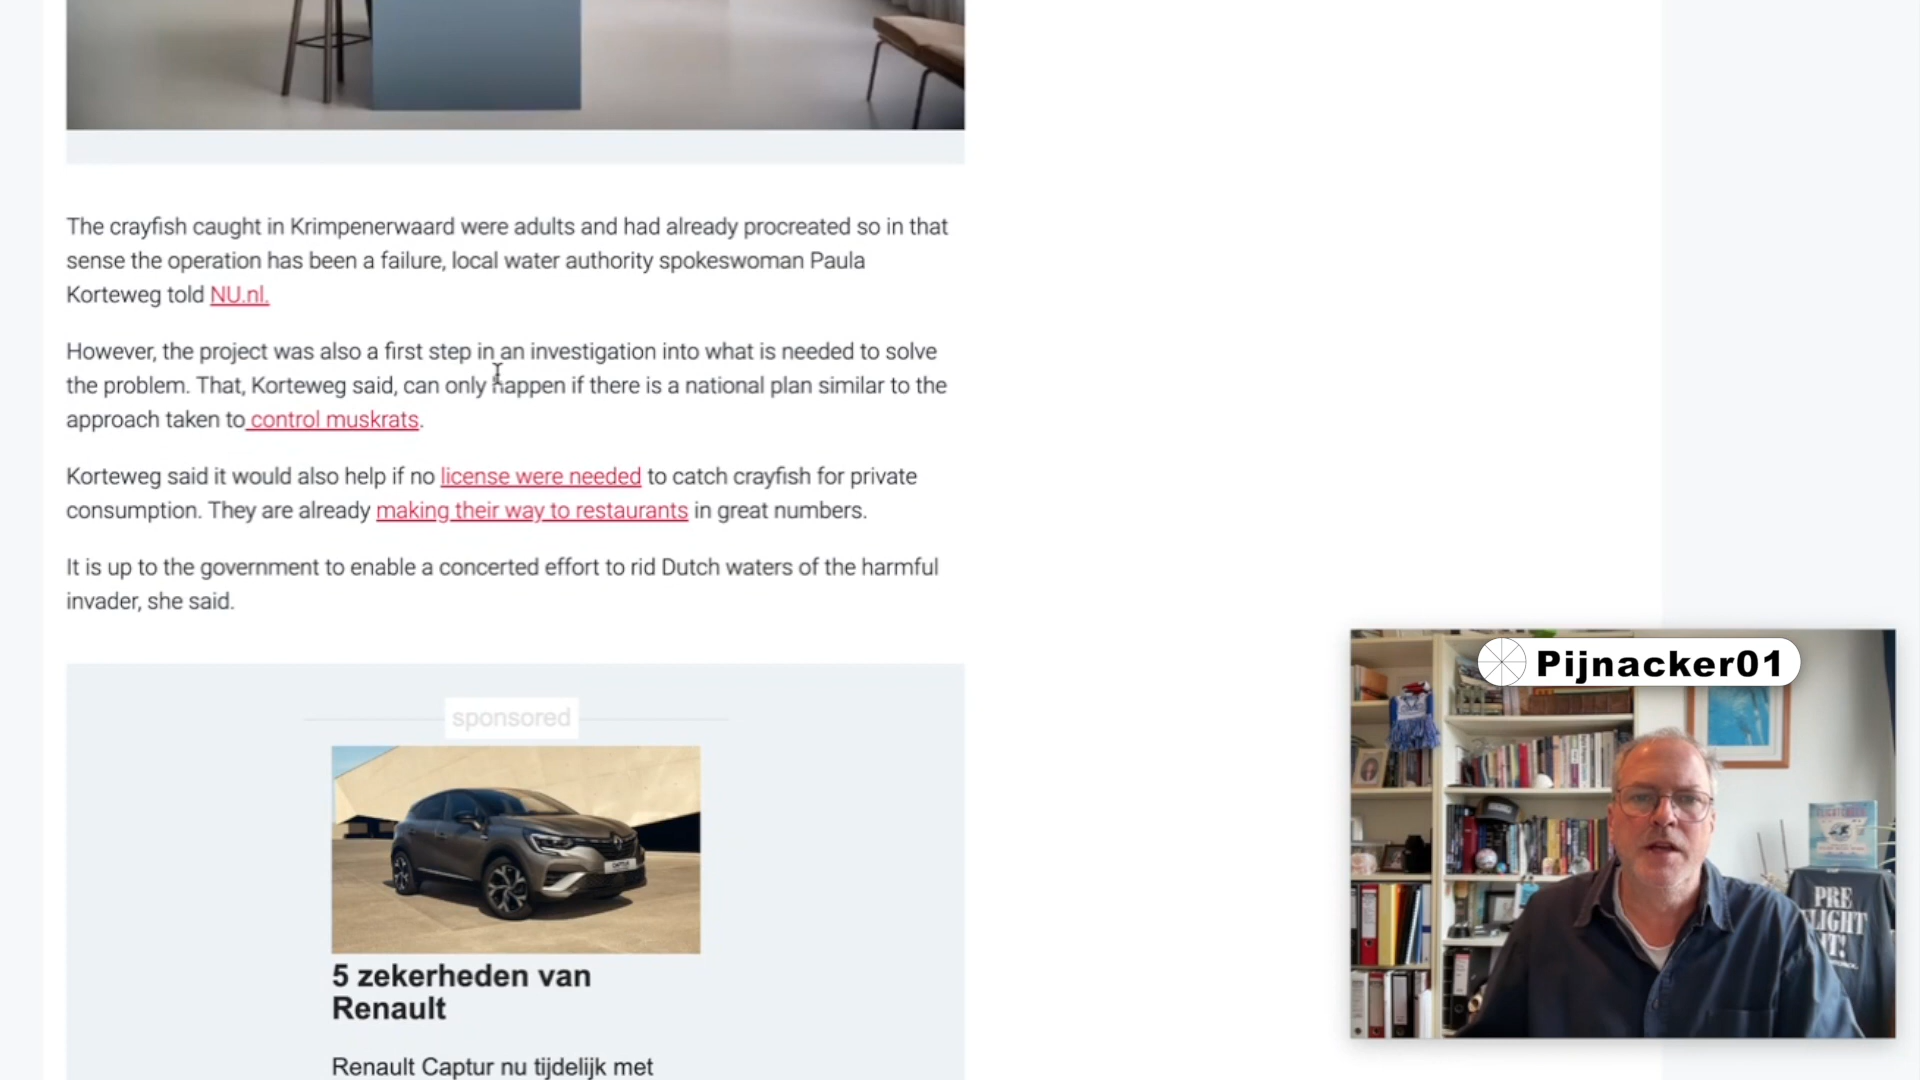 The crayfish caught in Krimpenerwaard were adults and had already procreated so in that
sense the operation has been a failure, local water authority spokeswoman Paula
Korteweg told NU.nl.
However, the project was also a first step in an investigation into what is needed to solve
the problem. That, Korteweg said, can only happen if there is a national plan similar to the
approach taken to control muskrats.
Korteweg said it would also help if no license were needed to catch crayfish for private
consumption. They are already making their way to restaurants in great numbers.
It is up to the government to enable a concerted effort to rid Dutch waters of the harmful
invader, she said.
sponsored
5 zekerheden van
Renault
Renault Captur nu tijdelijk met
Pijnacker01
PRE